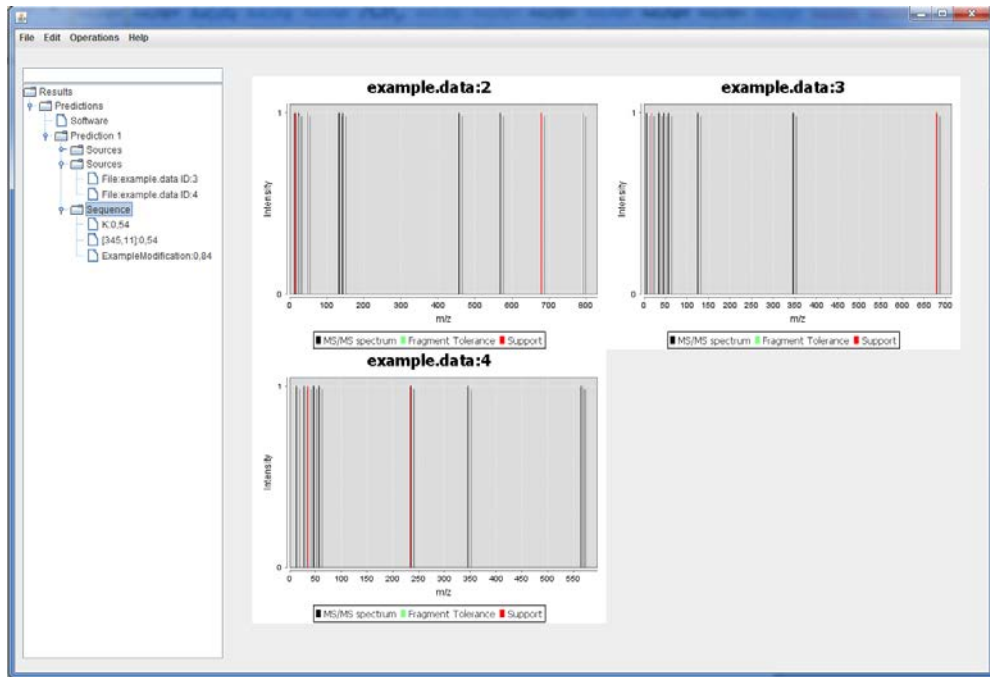 File Edit Operations Help
Results
Predictions
Software
Prediction 1
Sources
Sources
File:example.data ID:3
File:example.data ID:4
Sequence
K:0,54
[345,11]:0,54
ExampleModification:0,84
example.data:2
Intensity
1
0
0 100 200 300 400 500 600 700 800
m/z
MS/MS spectrum Fragment Tolerance Support
example.data:3
Intensity
1
0
0 50 100 150 200 250 300 350 400 450 500 550 600 650 700
m/z
MS/MS spectrum Fragment Tolerance Support
example.data:4
Intensity
1
0
0 50 100 150 200 250 300 350 400 450 500 550
m/z
MS/MS spectrum Fragment Tolerance Support